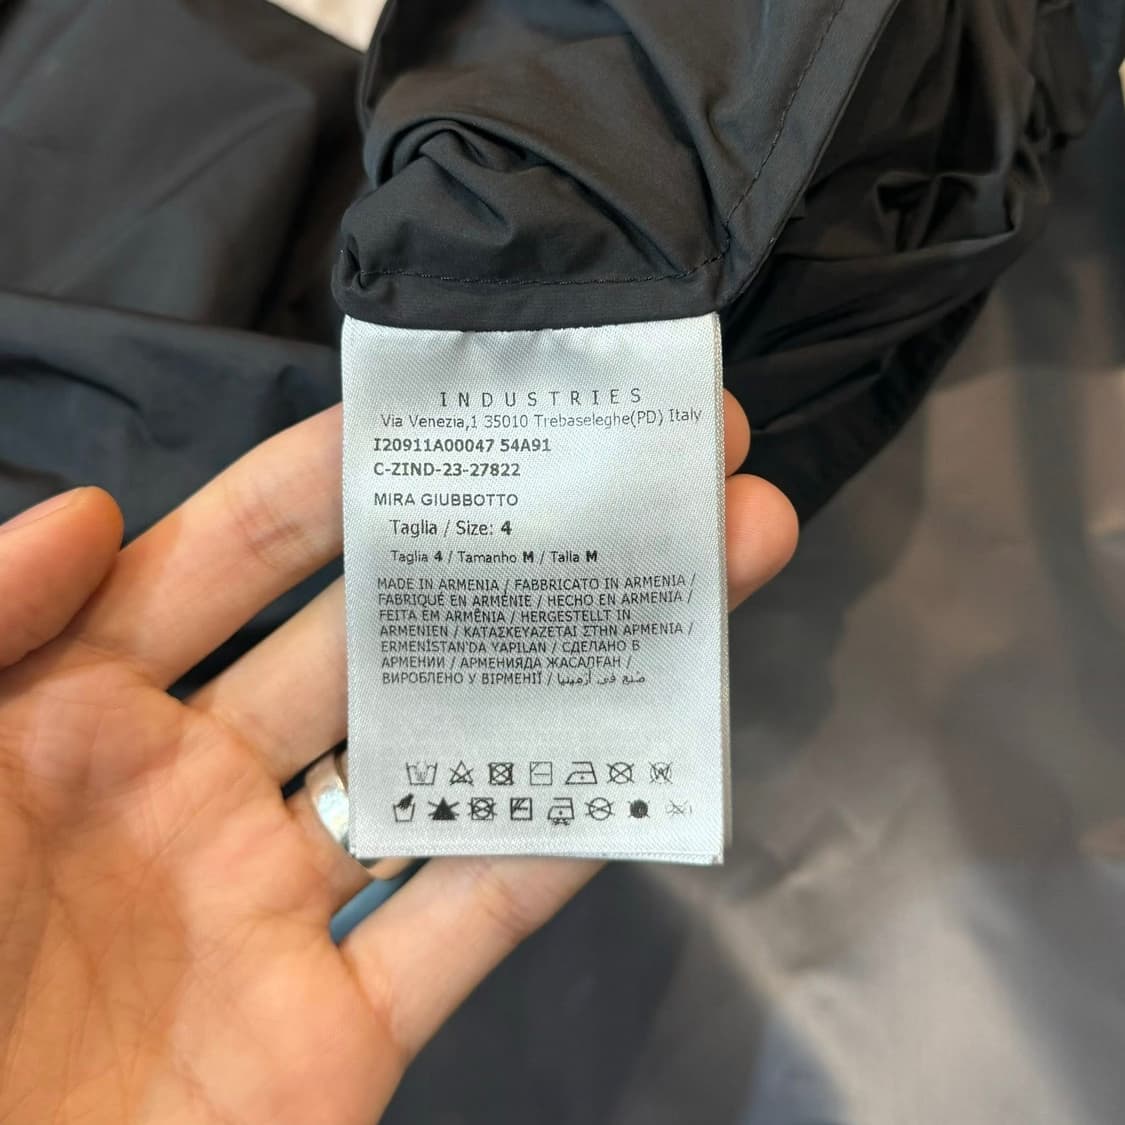 INDUSTRIES
Via Venezia,1 35010 Trebaseleghe(PD) Italy
I20911A00047 54A91
C-ZIND-23-27822
MIRA GIUBBOTTO
Taglia / Size: 4
Taglia 4 / Tamanho M / Talla M
MADE IN ARMENIA / FABBRICATO IN ARMENIA /
FABRIQUÉ EN ARMÉNIE / HECHO EN ARMENIA /
FEITA EM ARMÊNIA / HERGESTELLT IN
ARMENIEN / ΚΑΤΑΣΚΕΥΑΖΕΤΑΙ ΣΤΗΝ ΑΡΜΕΝΙΑ /
ERMENİSTAN'DA YAPILAN / СДЕЛАНО В
АРМЕНИИ / АРМЕНИЯДА ЖАСАЛҒАН /
ВИРОБЛЕНО У ВІРМЕНІЇ / صنع في أرمينيا